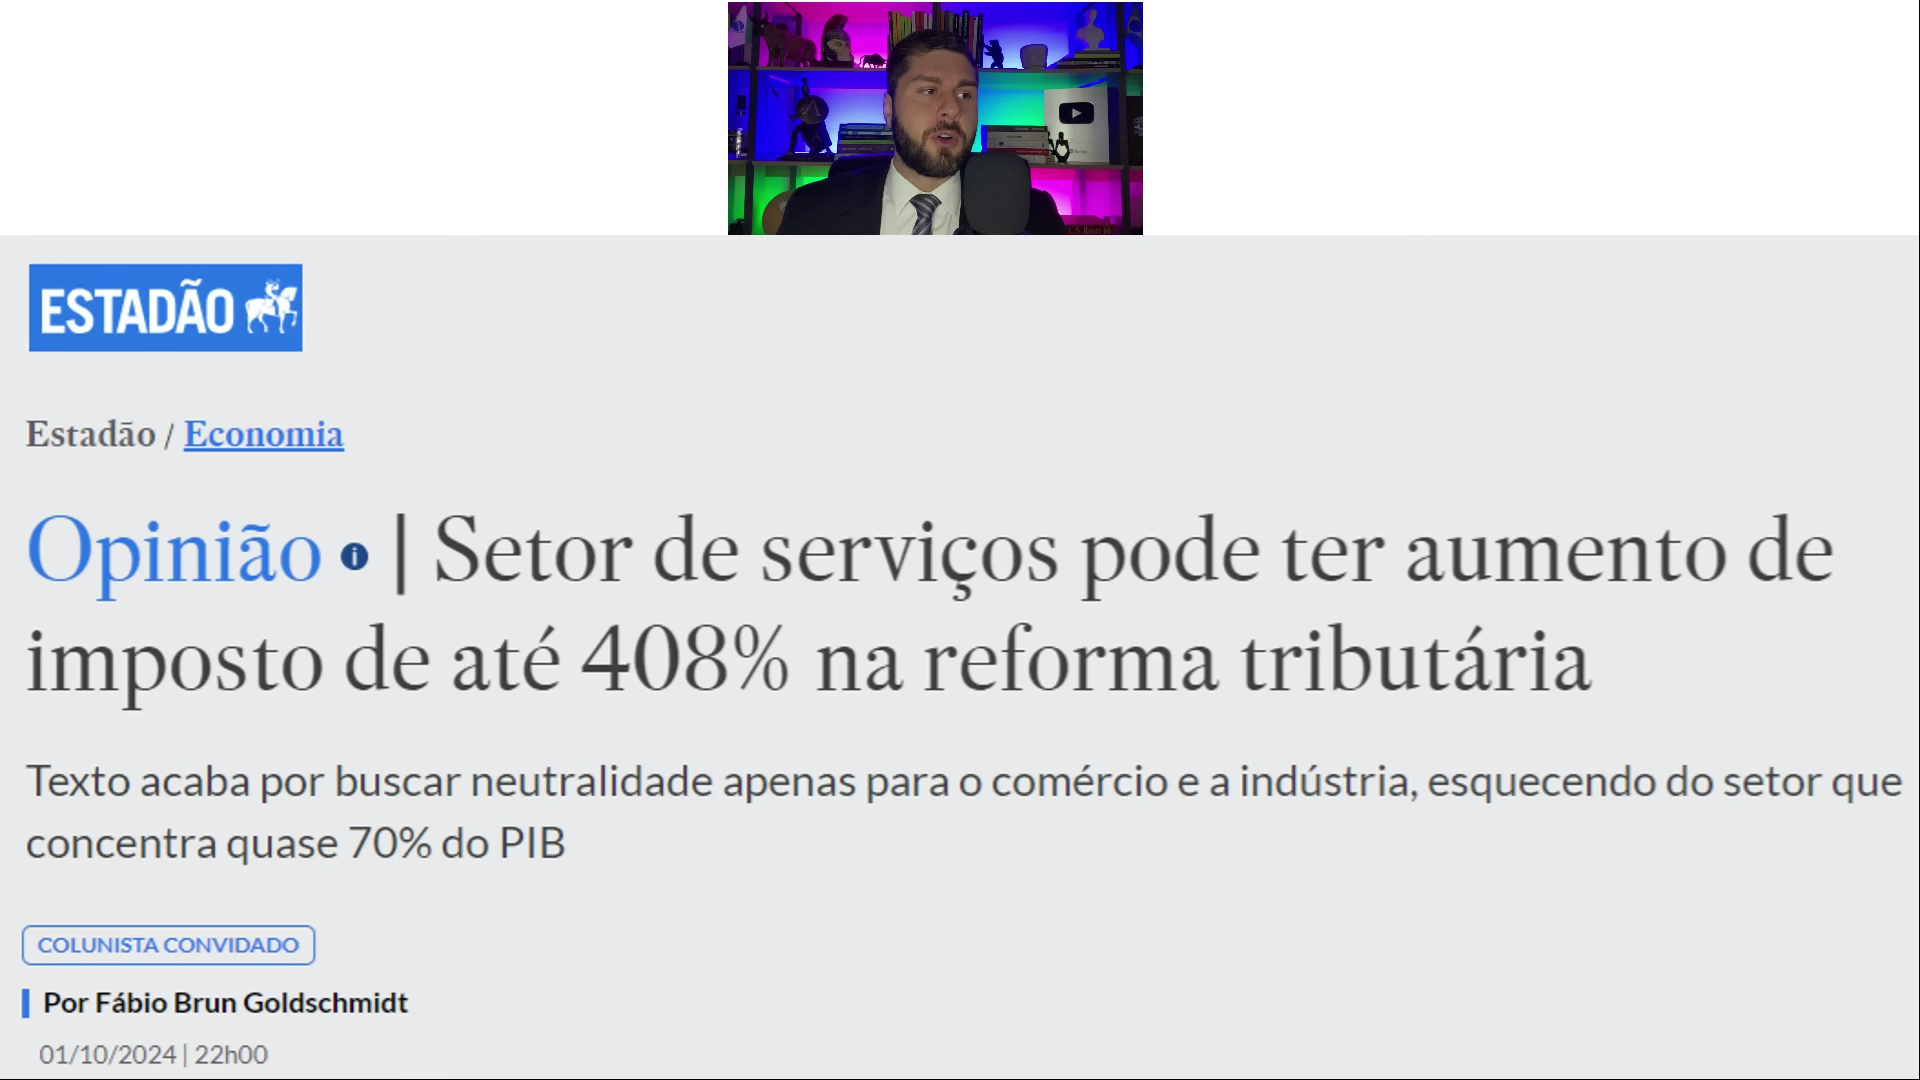 ESTADÃO
Estadão / Economia
Opinião i | Setor de serviços pode ter aumento de
imposto de até 408% na reforma tributária
Texto acaba por buscar neutralidade apenas para o comércio e a indústria, esquecendo do setor que
concentra quase 70% do PIB
COLUNISTA CONVIDADO
Por Fábio Brun Goldschmidt
01/10/2024 | 22h00